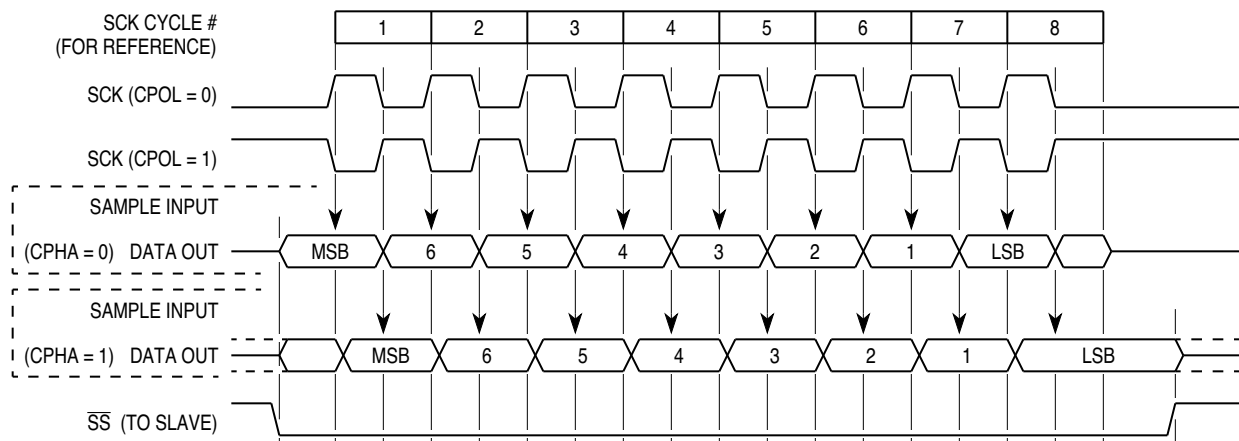 SCK CYCLE #
(FOR REFERENCE)
1 2 3 4 5 6 7 8
SCK (CPOL = 0)
SCK (CPOL = 1)
SAMPLE INPUT
(CPHA = 0) DATA OUT MSB 6 5 4 3 2 1 LSB
SAMPLE INPUT
(CPHA = 1) DATA OUT MSB 6 5 4 3 2 1 LSB
SS (TO SLAVE)